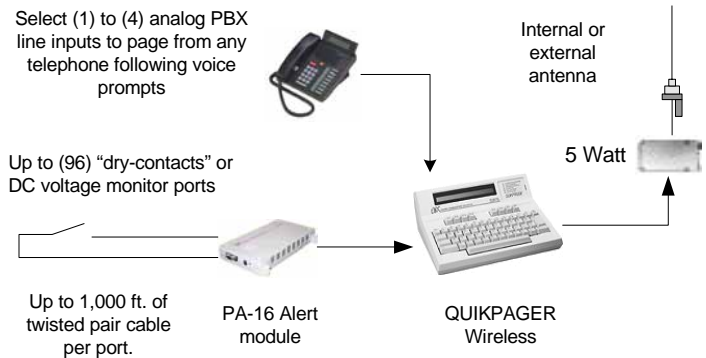 Select (1) to (4) analog PBX
line inputs to page from any
telephone following voice
prompts
Internal or
external
antenna
5 Watt
Up to (96) “dry-contacts” or
DC voltage monitor ports
Up to 1,000 ft. of
twisted pair cable
per port.
PA-16 Alert
module
QUIKPAGER
Wireless